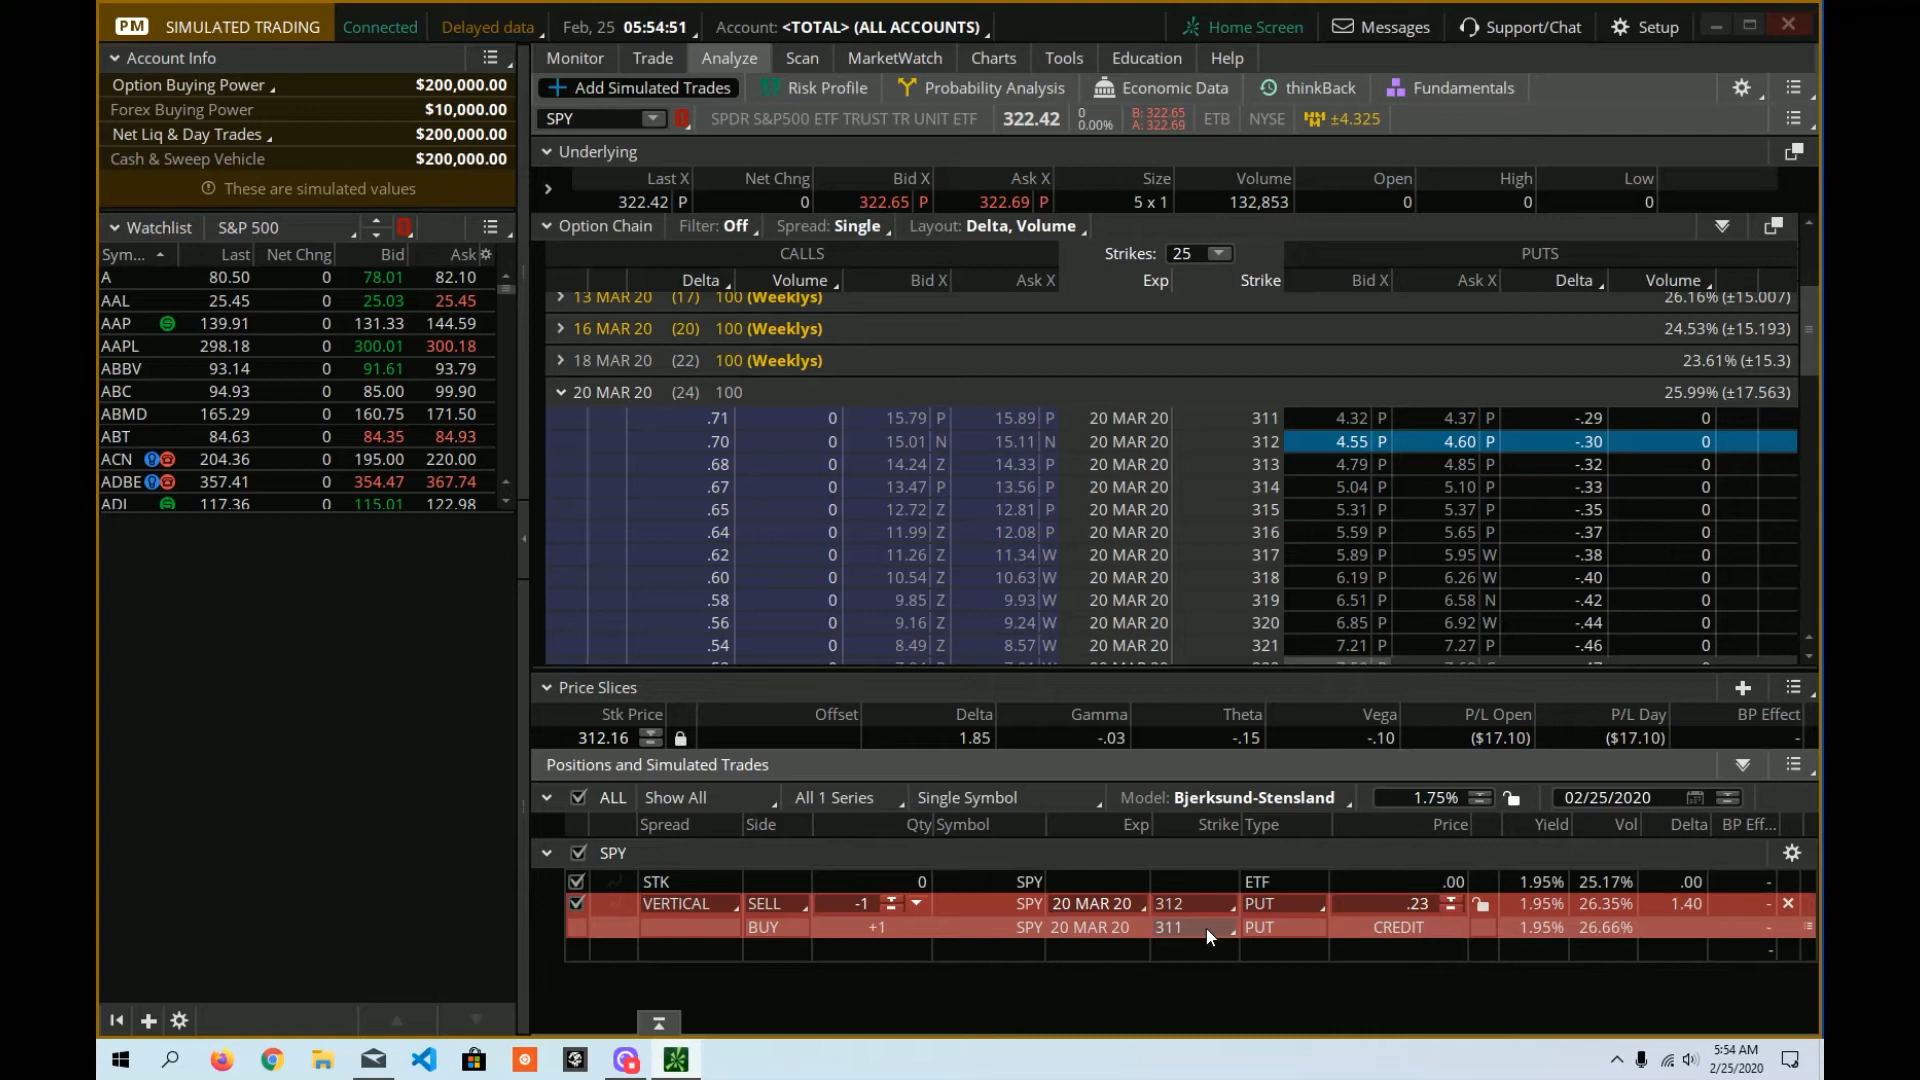 PM SIMULATED TRADING Connected Delayed data Feb, 25 05:54:51 Account: <TOTAL> (ALL ACCOUNTS) Home Screen Messages Support/Chat Setup
Account Info
Option Buying Power $200,000.00
Forex Buying Power $10,000.00
Net Liq & Day Trades $200,000.00
Cash & Sweep Vehicle $200,000.00
These are simulated values
Watchlist S&P 500
Sym... Last Net Chng Bid Ask
A 80.50 0 78.01 82.10
AAL 25.45 0 25.03 25.45
AAP 139.91 0 131.33 144.59
AAPL 298.18 0 300.01 300.18
ABBV 93.14 0 91.61 93.79
ABC 94.93 0 85.00 99.90
ABMD 165.29 0 160.75 171.50
ABT 84.63 0 84.35 84.93
ACN 204.36 0 195.00 220.00
ADBE 357.41 0 354.47 367.74
ADI 117.36 0 115.01 122.98
Monitor Trade Analyze Scan MarketWatch Charts Tools Education Help
Add Simulated Trades Risk Profile Probability Analysis Economic Data thinkBack Fundamentals
SPY SPDR S&P500 ETF TRUST TR UNIT ETF 322.42 0 0.00% B: 322.65 A: 322.69 ETB NYSE ±4.325
Underlying
Last X Net Chng Bid X Ask X Size Volume Open High Low
322.42 P 0 322.65 P 322.69 P 5 x 1 132,853 0 0 0
Option Chain Filter: Off Spread: Single Layout: Delta, Volume
CALLS Strikes: 25 PUTS
Delta Volume Bid X Ask X Exp Strike Bid X Ask X Delta Volume
13 MAR 20 (17) 100 (Weeklys) 26.16% (±15.007)
16 MAR 20 (20) 100 (Weeklys) 24.53% (±15.193)
18 MAR 20 (22) 100 (Weeklys) 23.61% (±15.3)
20 MAR 20 (24) 100 25.99% (±17.563)
.71 0 15.79 P 15.89 P 20 MAR 20 311 4.32 P 4.37 P -.29 0
.70 0 15.01 N 15.11 N 20 MAR 20 312 4.55 P 4.60 P -.30 0
.68 0 14.24 Z 14.33 P 20 MAR 20 313 4.79 P 4.85 P -.32 0
.67 0 13.47 P 13.56 P 20 MAR 20 314 5.04 P 5.10 P -.33 0
.65 0 12.72 Z 12.81 P 20 MAR 20 315 5.31 P 5.37 P -.35 0
.64 0 11.99 Z 12.08 P 20 MAR 20 316 5.59 P 5.65 P -.37 0
.62 0 11.26 Z 11.34 W 20 MAR 20 317 5.89 P 5.95 W -.38 0
.60 0 10.54 Z 10.63 W 20 MAR 20 318 6.19 P 6.26 W -.40 0
.58 0 9.85 Z 9.93 W 20 MAR 20 319 6.51 P 6.58 N -.42 0
.56 0 9.16 Z 9.24 W 20 MAR 20 320 6.85 P 6.92 W -.44 0
.54 0 8.49 Z 8.57 W 20 MAR 20 321 7.21 P 7.27 P -.46 0
Price Slices
Stk Price Offset Delta Gamma Theta Vega P/L Open P/L Day BP Effect
312.16 1.85 -.03 -.15 -.10 ($17.10) ($17.10) -
Positions and Simulated Trades
ALL Show All All 1 Series Single Symbol Model: Bjerksund-Stensland 1.75% 02/25/2020
Spread Side Qty Symbol Exp Strike Type Price Yield Vol Delta BP Eff...
SPY
STK 0 SPY ETF .00 1.95% 25.17% .00 -
VERTICAL SELL -1 SPY 20 MAR 20 312 PUT .23 1.95% 26.35% 1.40 -
BUY +1 SPY 20 MAR 20 311 PUT CREDIT 1.95% 26.66% -
-
5:54 AM
2/25/2020